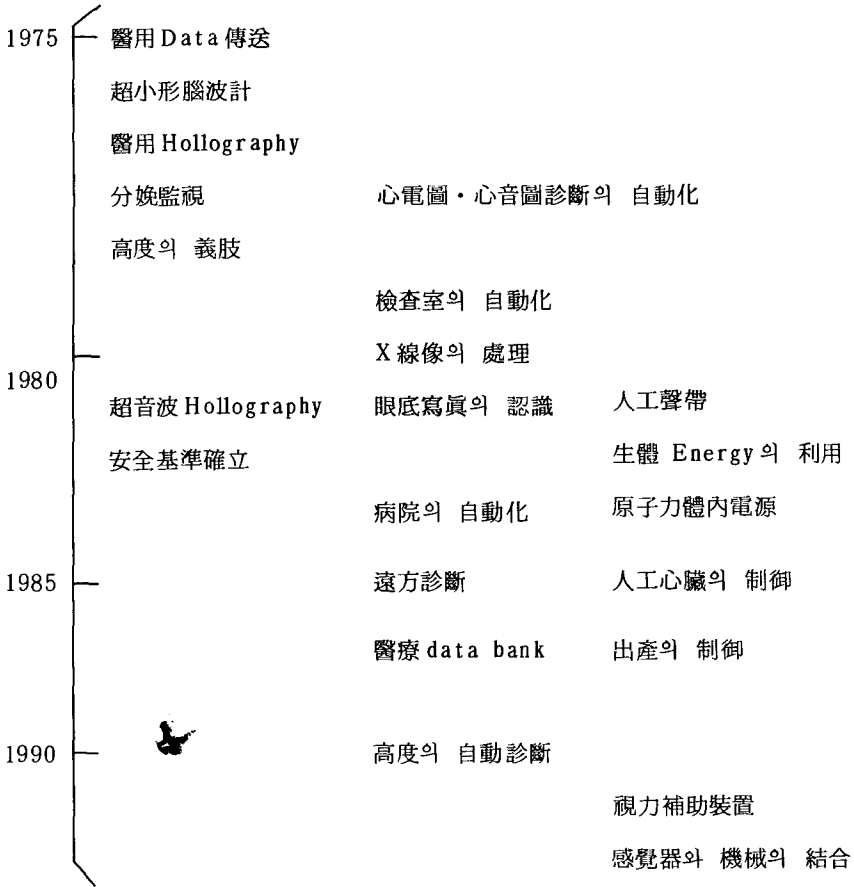 1975 醫用Data傳送
超小形腦波計
醫用Hollography
分娩監視 心電圖・心音圖診斷의 自動化
高度의 義肢
檢查室의 自動化
X線像의 處理
1980
超音波Hollography 眼底寫眞의 認識 人工聲帶
安全基準確立 生體 Energy의 利用
病院의 自動化 原子力體內電源
1985 遠方診斷 人工心臟의 制御
醫療 data bank 出產의 制御
1990 高度의 自動診斷
視力補助裝置
感覺器와 機械의 結合